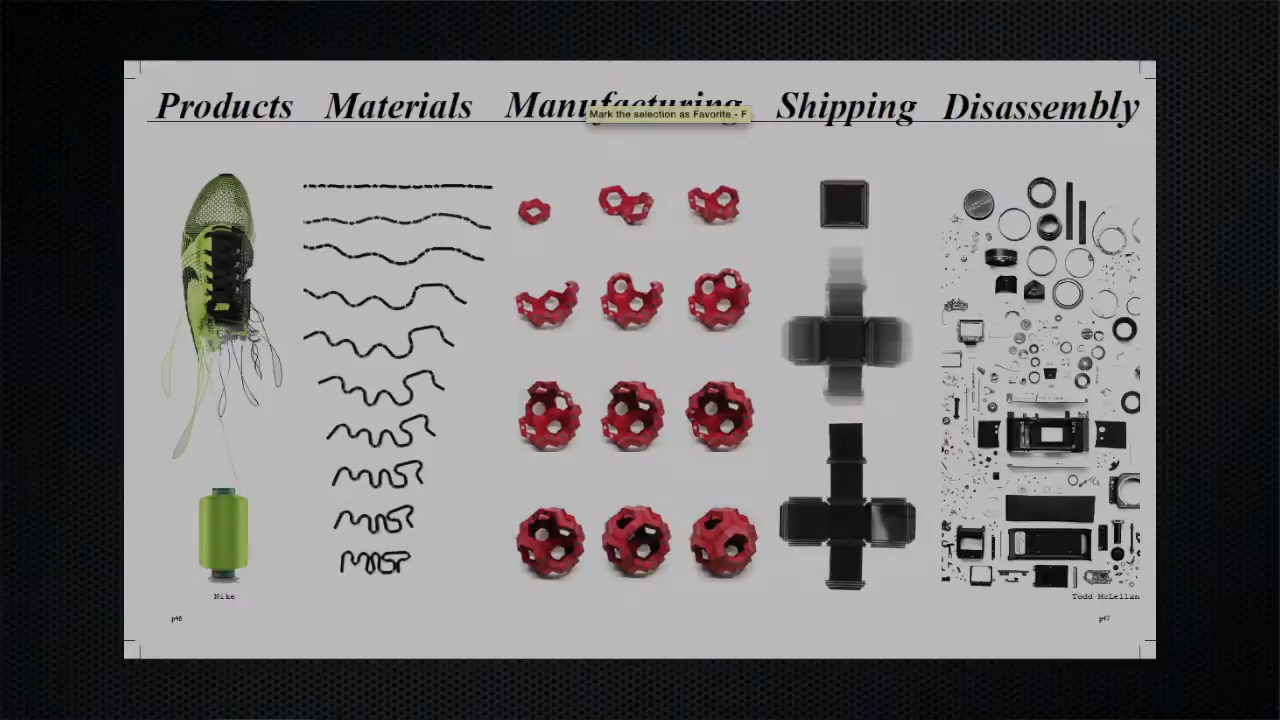 Products Materials Manufacturing Shipping Disassembly
Mark the selection as Favorite - F
Nike
Todd McLellan
p46
p47